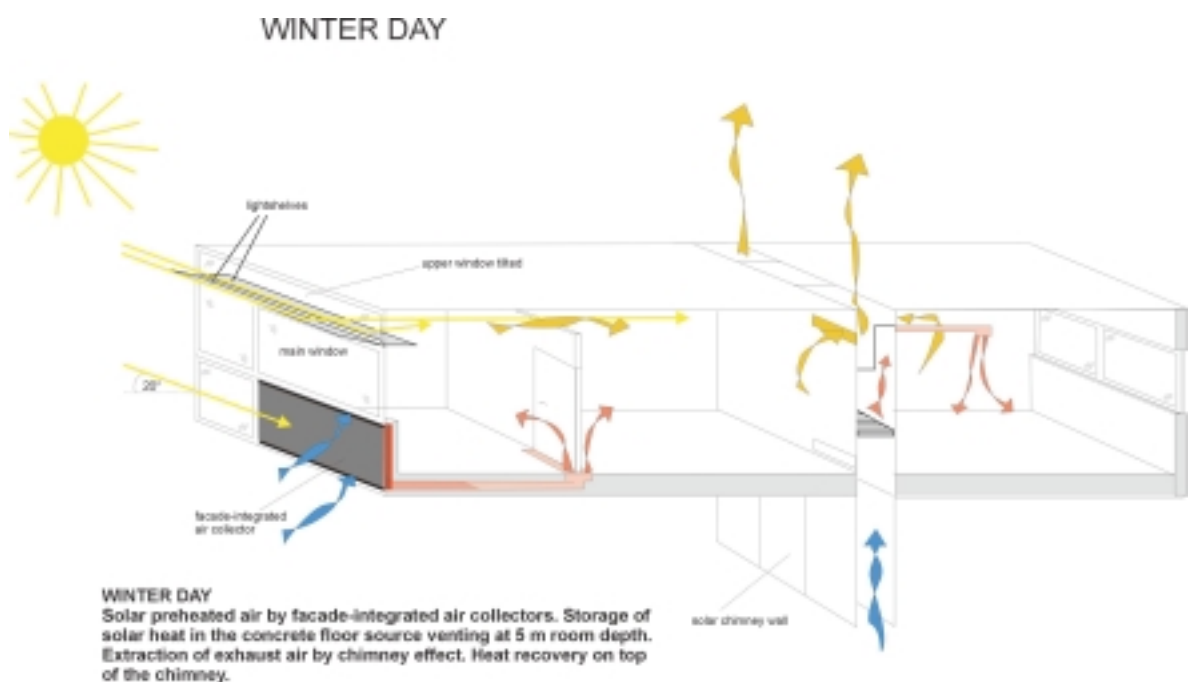 WINTER DAY
lightshelves
upper window tilted
main window
20°
facade-integrated
air collector
solar chimney wall
WINTER DAY
Solar preheated air by facade-integrated air collectors. Storage of
solar heat in the concrete floor source venting at 5 m room depth.
Extraction of exhaust air by chimney effect. Heat recovery on top
of the chimney.